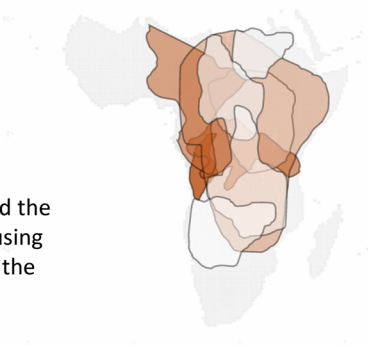 d the
using
the